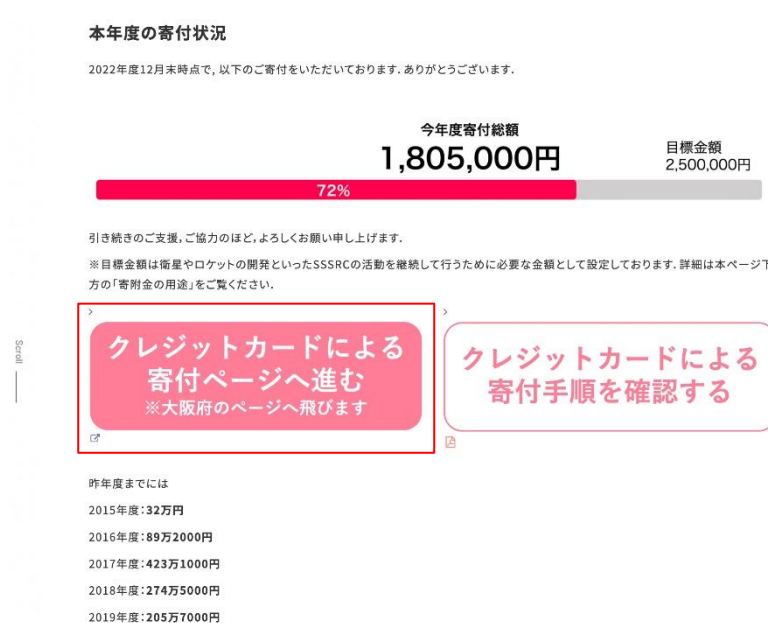 本年度の寄付状況
2022年度12月末時点で, 以下のご寄付をいただいております. ありがとうございます.
今年度寄付総額
1,805,000円
目標金額
2,500,000円
72%
引き続きのご支援, ご協力のほど, よろしくお願い申し上げます.
※目標金額は衛星やロケットの開発といったSSSRCの活動を継続して行うために必要な金額として設定しております. 詳細は本ページ下
方の「寄附金の用途」をご覧ください.
クレジットカードによる
寄付ページへ進む
※大阪府のページへ飛びます
クレジットカードによる
寄付手順を確認する
Scroll
昨年度までには
2015年度：32万円
2016年度：89万2000円
2017年度：423万1000円
2018年度：274万5000円
2019年度：205万7000円